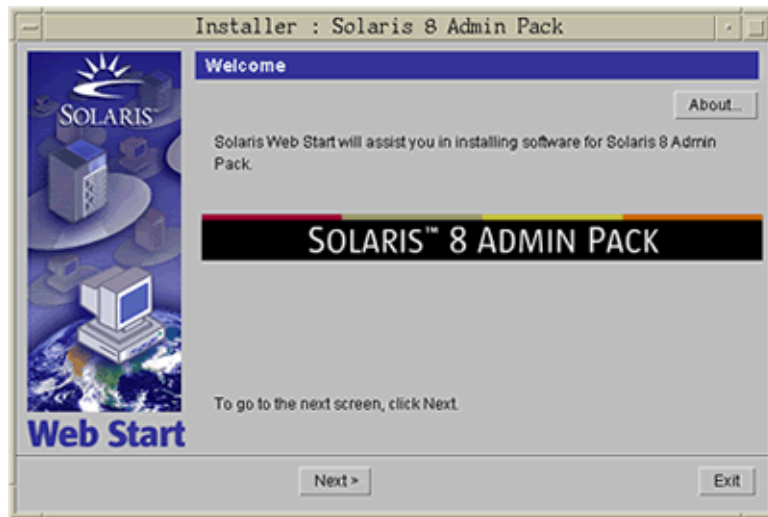 Installer : Solaris 8 Admin Pack
SOLARIS™
Welcome
About...
Solaris Web Start will assist you in installing software for Solaris 8 Admin
Pack.
SOLARIS™ 8 ADMIN PACK
To go to the next screen, click Next.
Web Start
Next >
Exit